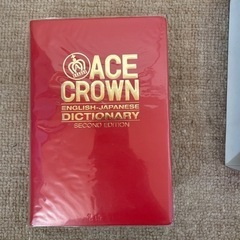 ACE
CROWN
ENGLISH-JAPANESE
DICTIONARY
SECOND EDITION